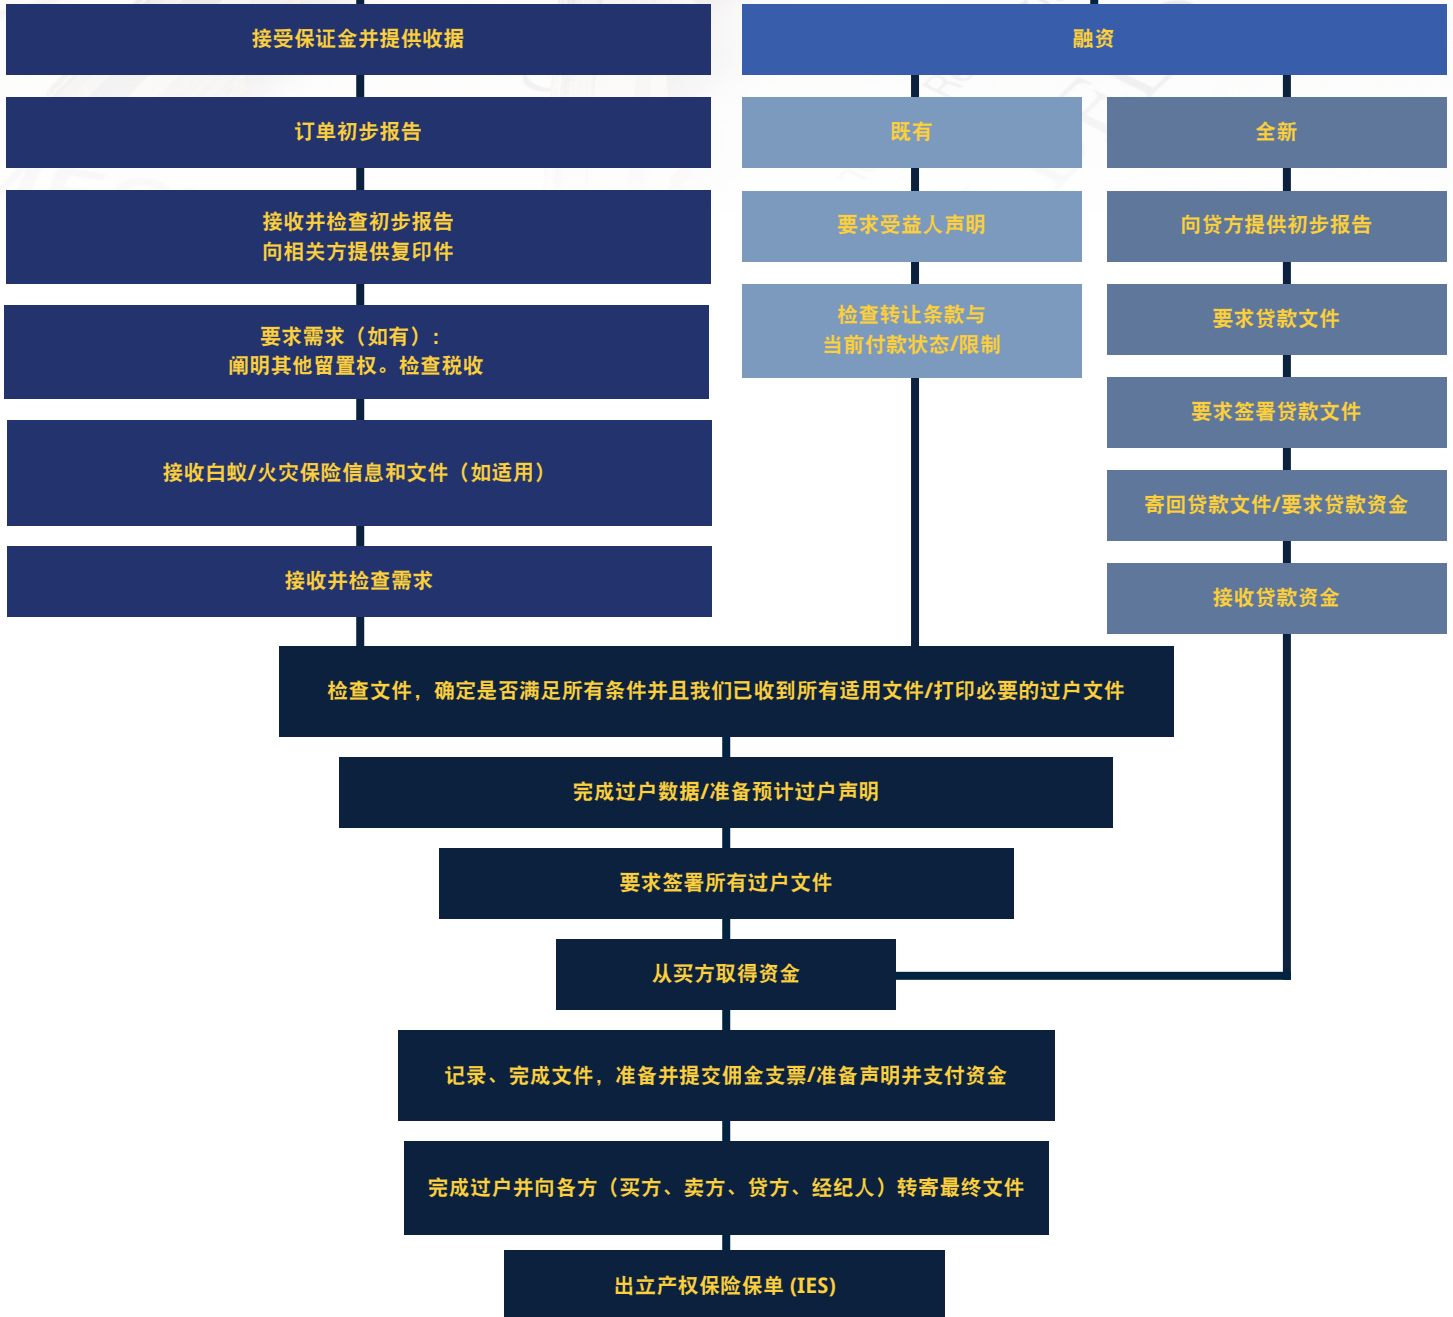 接受保证金并提供收据
融资
订单初步报告
既有
全新
接收并检查初步报告
向相关方提供复印件
要求受益人声明
向贷方提供初步报告
要求需求（如有）:
阐明其他留置权。检查税收
检查转让条款与
当前付款状态/限制
要求贷款文件
要求签署贷款文件
接收白蚁/火灾保险信息和文件（如适用）
寄回贷款文件/要求贷款资金
接收并检查需求
接收贷款资金
检查文件，确定是否满足所有条件并且我们已收到所有适用文件/打印必要的过户文件
完成过户数据/准备预计过户声明
要求签署所有过户文件
从买方取得资金
记录、完成文件，准备并提交佣金支票/准备声明并支付资金
完成过户并向各方（买方、卖方、贷方、经纪人）转寄最终文件
出立产权保险保单 (IES)